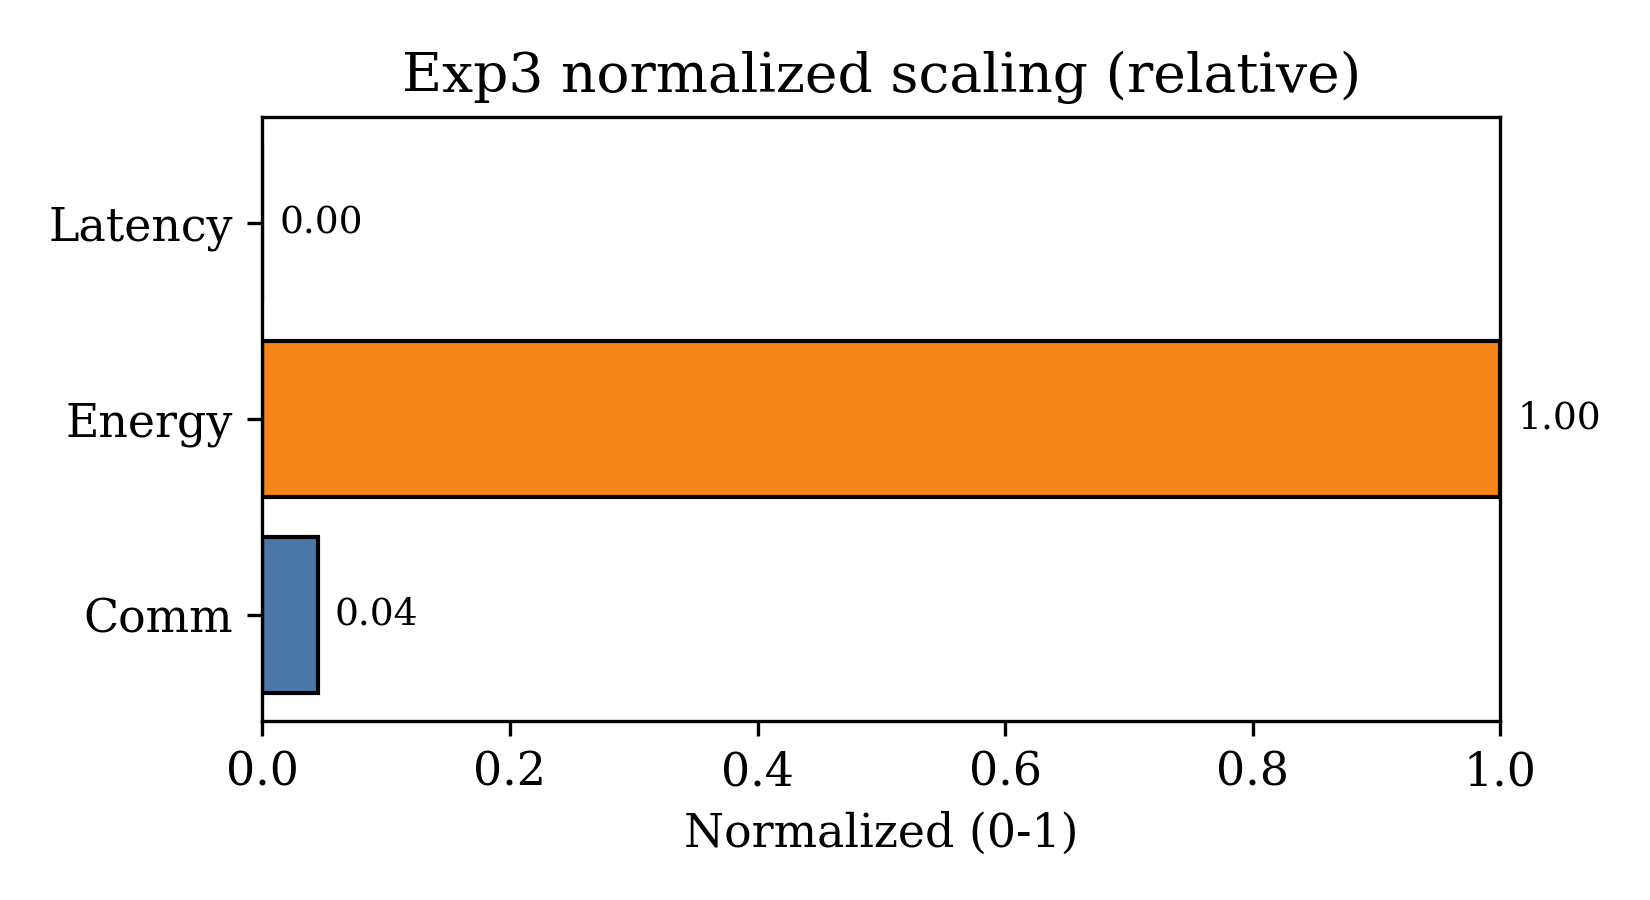 Exp3 normalized scaling (relative)
Latency
0.00
Energy
1.00
Comm
0.04
0.0 0.2 0.4 0.6 0.8 1.0
Normalized (0-1)